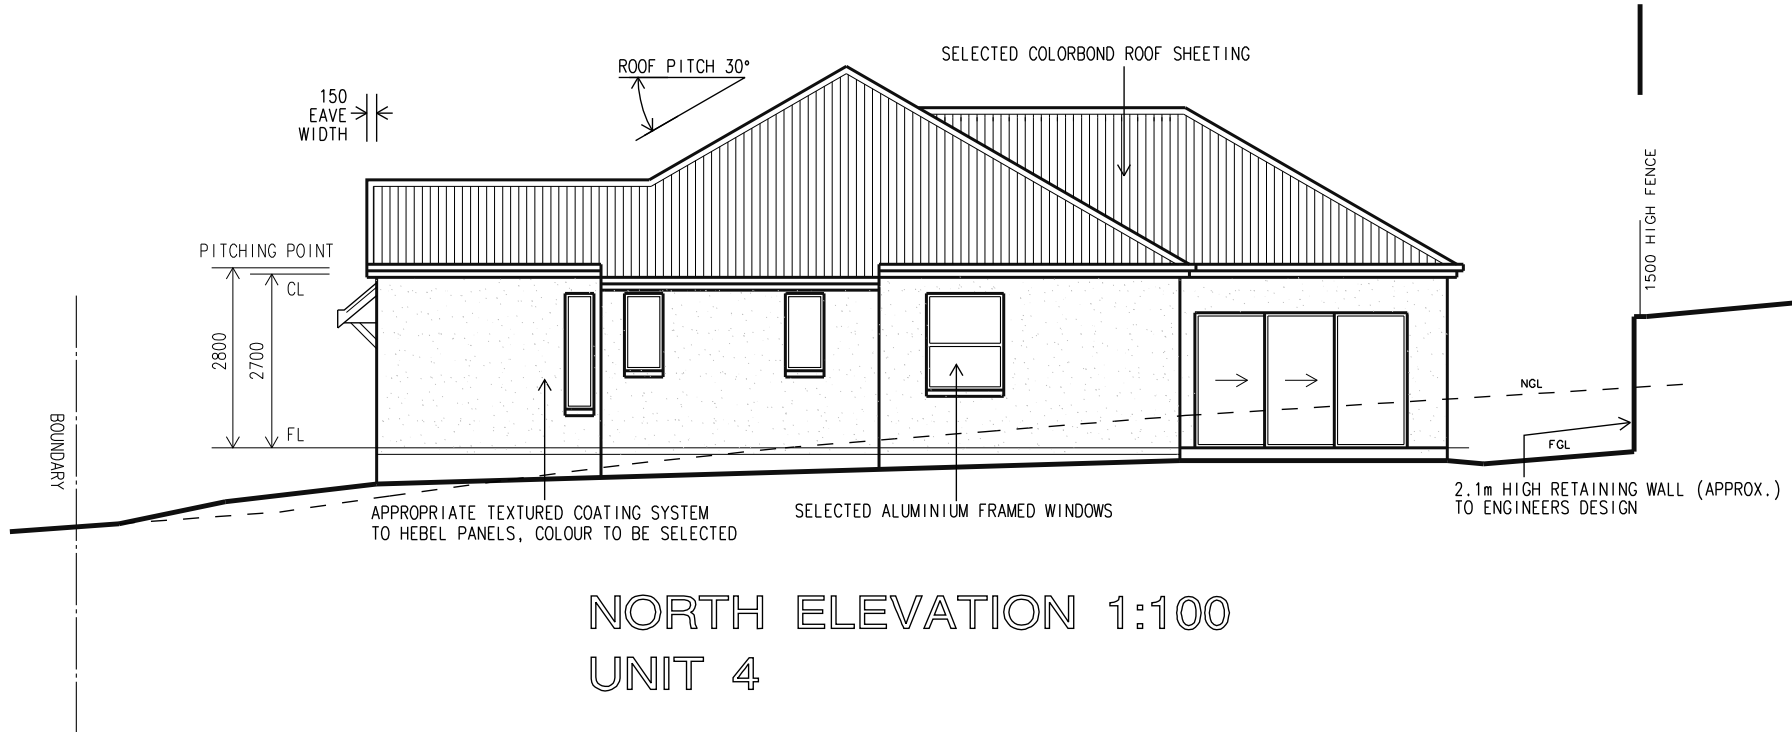 SELECTED COLORBOND ROOF SHEETING
ROOF PITCH 30°
150
EAVE
WIDTH
1500 HIGH FENCE
PITCHING POINT
CL
2800
2700
FL
BOUNDARY
NGL
FGL
2.1m HIGH RETAINING WALL (APPROX.)
TO ENGINEERS DESIGN
APPROPRIATE TEXTURED COATING SYSTEM
TO HEBEL PANELS, COLOUR TO BE SELECTED
SELECTED ALUMINIUM FRAMED WINDOWS
NORTH ELEVATION 1:100
UNIT 4